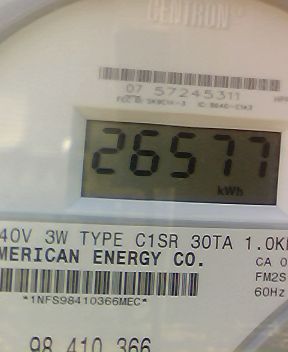 CENTRON
07 57245311
26577
kWh
40V 3W TYPE C1SR 30TA 1.0K
MERICAN ENERGY CO.
CA 0
FM2S
60Hz
*1NFS98410366MEC*
98 410 366